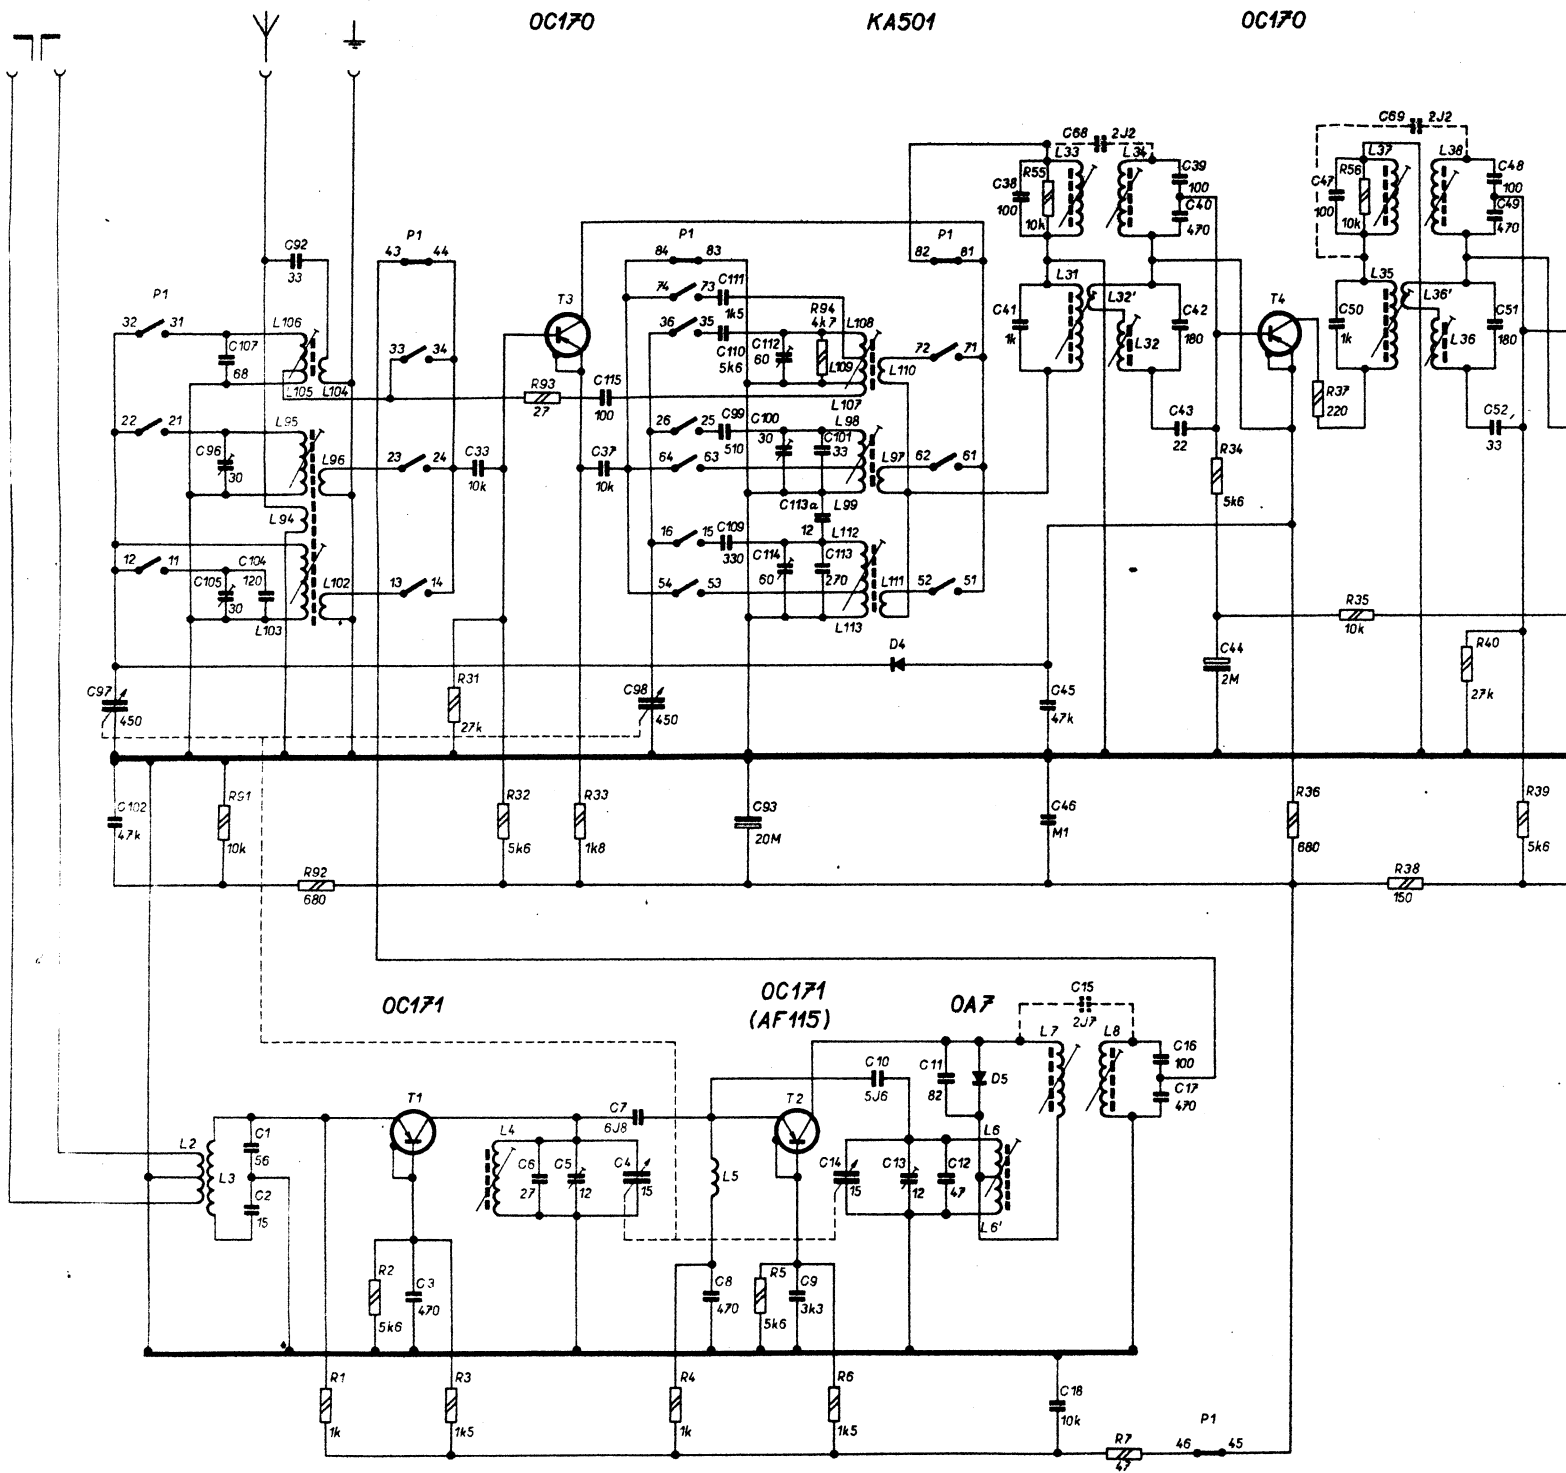 OC170 KA501 OC170
C69 2J2
C68 2J2
L33 L34 L37 L38
C38 100 R55 10k C39 100 C40 470
C47 100 R56 10k C48 100 C49 470
P1 43 44
C92 33
P1 84 83
P1 82 81
P1 32 31
L106 C107 68 L105 L104
33 34
T3
74 73 C111 1k5
36 35 C110 5k6 C112 60
R94 4k7 L108 L109 L110 L107
72 71
C41 1k L31 L32' L32 C42 180
T4
C50 1k L35 L36' L36 C51 180
R93 27 C115 100
R37 220
22 21 L95 C96 30 L96
23 24 C33 10k
C37 10k
26 25 C99 510 C100 30 L98 C101 33
64 63 L97 62 61
C43 22 R34 5k6
C52 33
L94
C113a 12 L99
16 15 C109 330 C114 60 L112 C113 270
12 11 C104 120 C105 30 L103 L102
13 14
54 53 L111 52 51 L113
R35 10k
D4
R31 27k
C97 450
C98 450
C45 47k
C44 2M
R40 27k
C102 47k R91 10k
R32 5k6 R33 1k8
C93 20M
C46 M1
R36 680
R39 5k6
R92 680
R38 150
OC171 OC171 OA7
(AF115)
C15 2J7
L7 L8 C16 100 C17 470
C10 5J6 C11 82 D5
T1 C7 6J8 T2
L2 L3 C1 56 C2 15
L4 C6 27 C5 12 C4 15
L5
C14 15 C13 12 C12 47 L6 L6'
R2 5k6 C3 470
C8 470 R5 5k6 C9 3k3
R1 1k R3 1k5 R4 1k R6 1k5
C18 10k
R7 47
P1 46 45